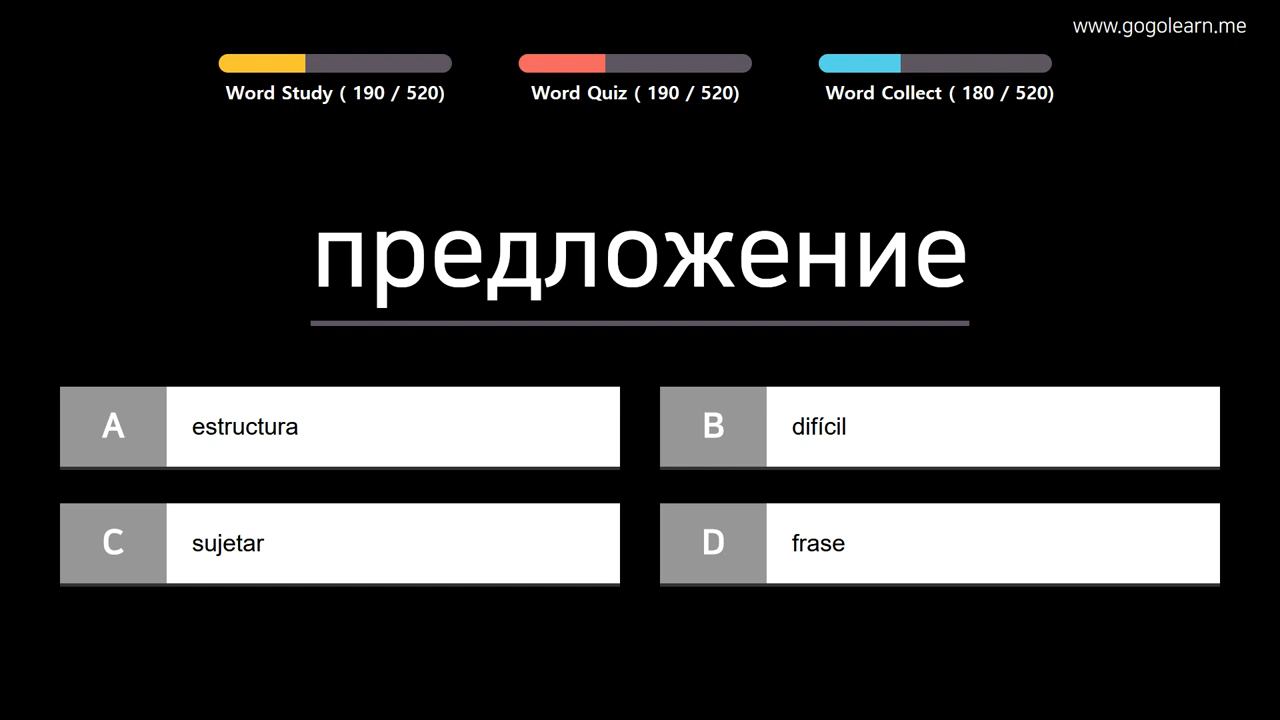 www.gogolearn.me
Word Study ( 190 / 520)
Word Quiz ( 190 / 520)
Word Collect ( 180 / 520)
предложение
A estructura
B difícil
C sujetar
D frase